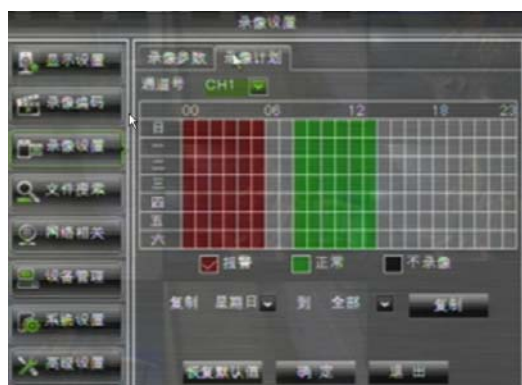 录像设置
显示设置
录像编码
录像设置
文件搜索
网络相关
设备管理
系统设置
高级设置
录像参数 录像计划
通道号 CH1
00 06 12 18 23
日
一
二
三
四
五
六
报警 正常 不录像
复制 星期日 到 全部 复制
恢复默认值 确定 退出